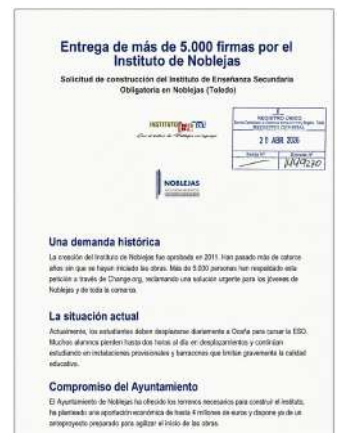 Entrega de más de 5.000 firmas por el
Instituto de Noblejas
Solicitud de construcción del Instituto de Enseñanza Secundaria
Obligatoria en Noblejas (Toledo)
REGISTRO ÚNICO
REGISTRO GENERAL
20 ABR 2026
NOBLEJAS
Una demanda histórica
La creación del Instituto de Noblejas fue aprobada en 2011. Han pasado más de catorce
años sin que se hayan iniciado las obras. Más de 5.000 personas han respaldado esta
petición a través de Change.org, reclamando una solución urgente para los jóvenes de
Noblejas y de toda la comarca.
La situación actual
Actualmente, los estudiantes deben desplazarse diariamente a Ocaña para cursar la ESO.
Muchos alumnos pierden hasta dos horas al día en desplazamientos y continúan
estudiando en instalaciones provisionales y barracones que limitan gravemente la calidad
educativa.
Compromiso del Ayuntamiento
El Ayuntamiento de Noblejas ha ofrecido los terrenos necesarios para construir el instituto,
ha planteado una aportación económica de hasta 4 millones de euros y dispone ya de un
anteproyecto preparado para agilizar el inicio de las obras.